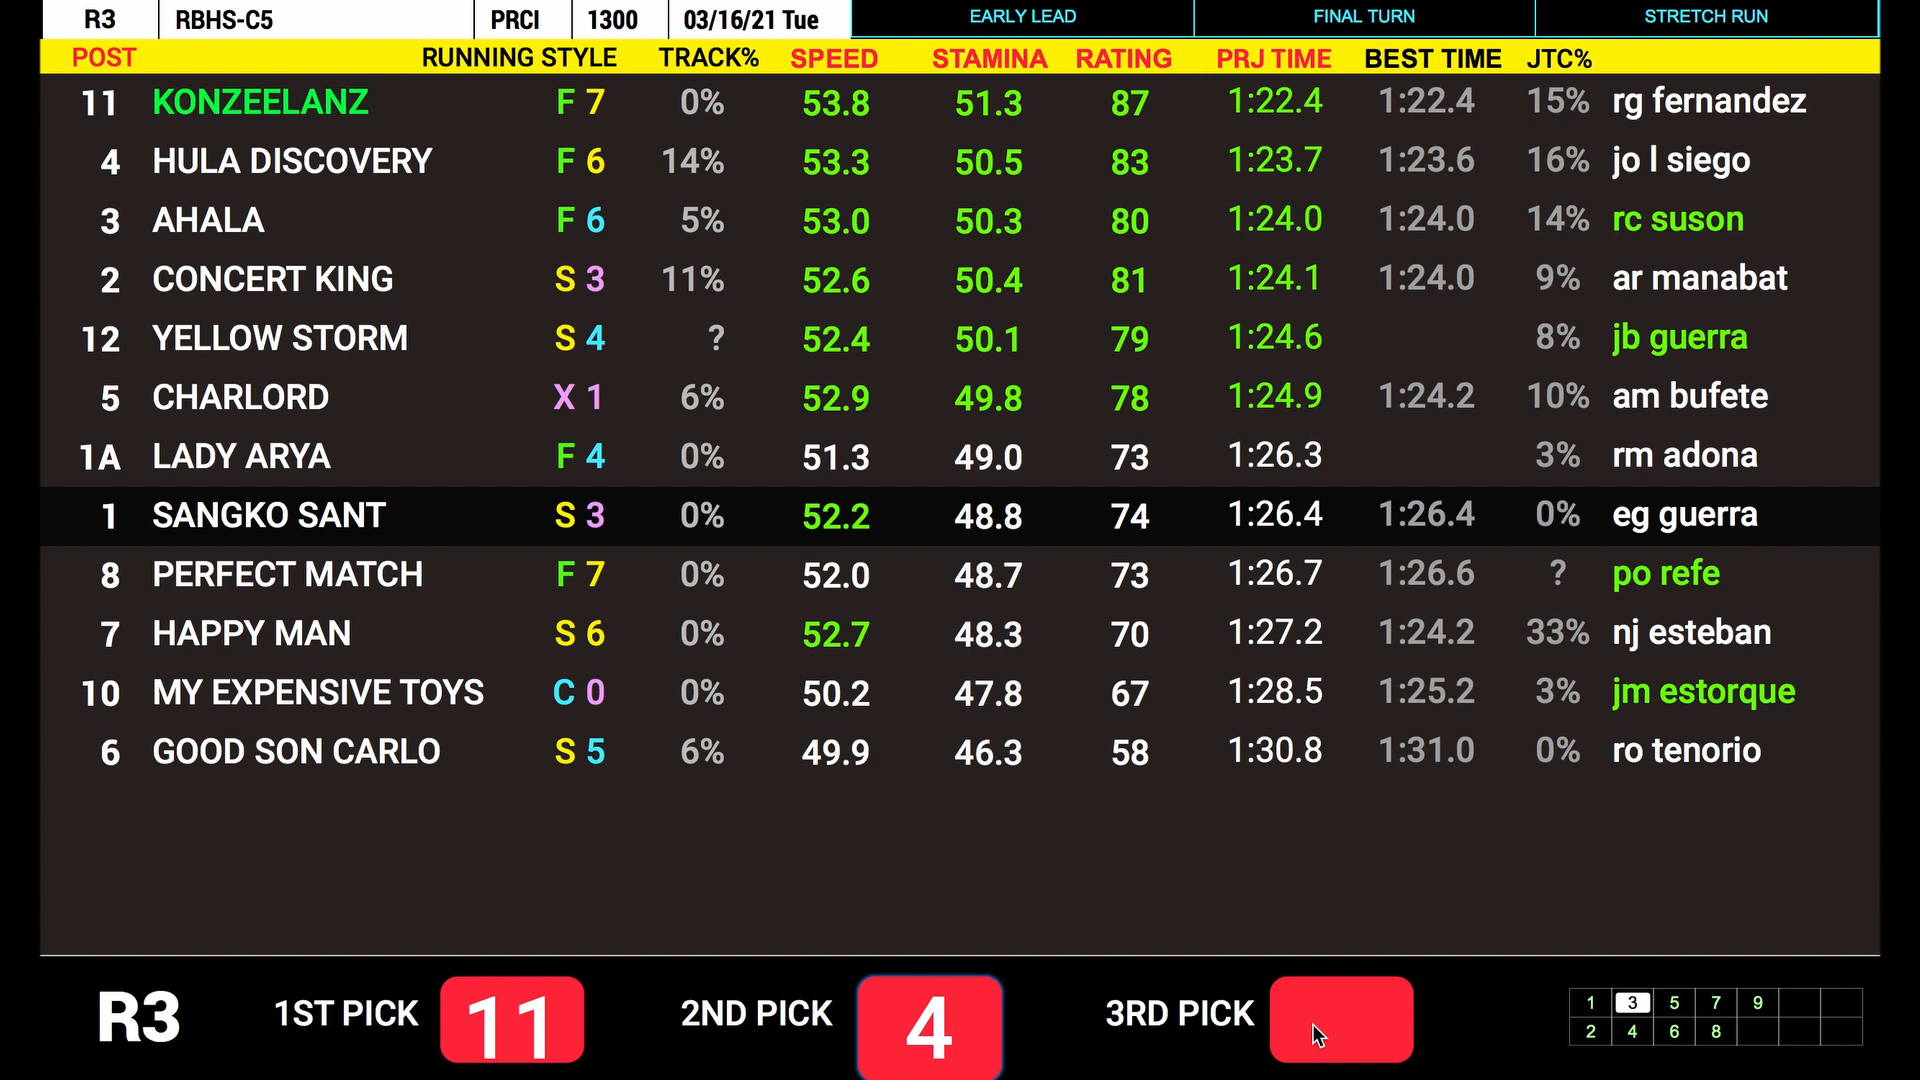 R3 RBHS-C5 PRCI 1300 03/16/21 Tue EARLY LEAD FINAL TURN STRETCH RUN
POST RUNNING STYLE TRACK% SPEED STAMINA RATING PRJ TIME BEST TIME JTC%
11 KONZEELANZ F 7 0% 53.8 51.3 87 1:22.4 1:22.4 15% rg fernandez
4 HULA DISCOVERY F 6 14% 53.3 50.5 83 1:23.7 1:23.6 16% jo l siego
3 AHALA F 6 5% 53.0 50.3 80 1:24.0 1:24.0 14% rc suson
2 CONCERT KING S 3 11% 52.6 50.4 81 1:24.1 1:24.0 9% ar manabat
12 YELLOW STORM S 4 ? 52.4 50.1 79 1:24.6 8% jb guerra
5 CHARLORD X 1 6% 52.9 49.8 78 1:24.9 1:24.2 10% am bufete
1A LADY ARYA F 4 0% 51.3 49.0 73 1:26.3 3% rm adona
1 SANGKO SANT S 3 0% 52.2 48.8 74 1:26.4 1:26.4 0% eg guerra
8 PERFECT MATCH F 7 0% 52.0 48.7 73 1:26.7 1:26.6 ? po refe
7 HAPPY MAN S 6 0% 52.7 48.3 70 1:27.2 1:24.2 33% nj esteban
10 MY EXPENSIVE TOYS C 0 0% 50.2 47.8 67 1:28.5 1:25.2 3% jm estorque
6 GOOD SON CARLO S 5 6% 49.9 46.3 58 1:30.8 1:31.0 0% ro tenorio
R3 1ST PICK 11 2ND PICK 4 3RD PICK
1 3 5 7 9
2 4 6 8